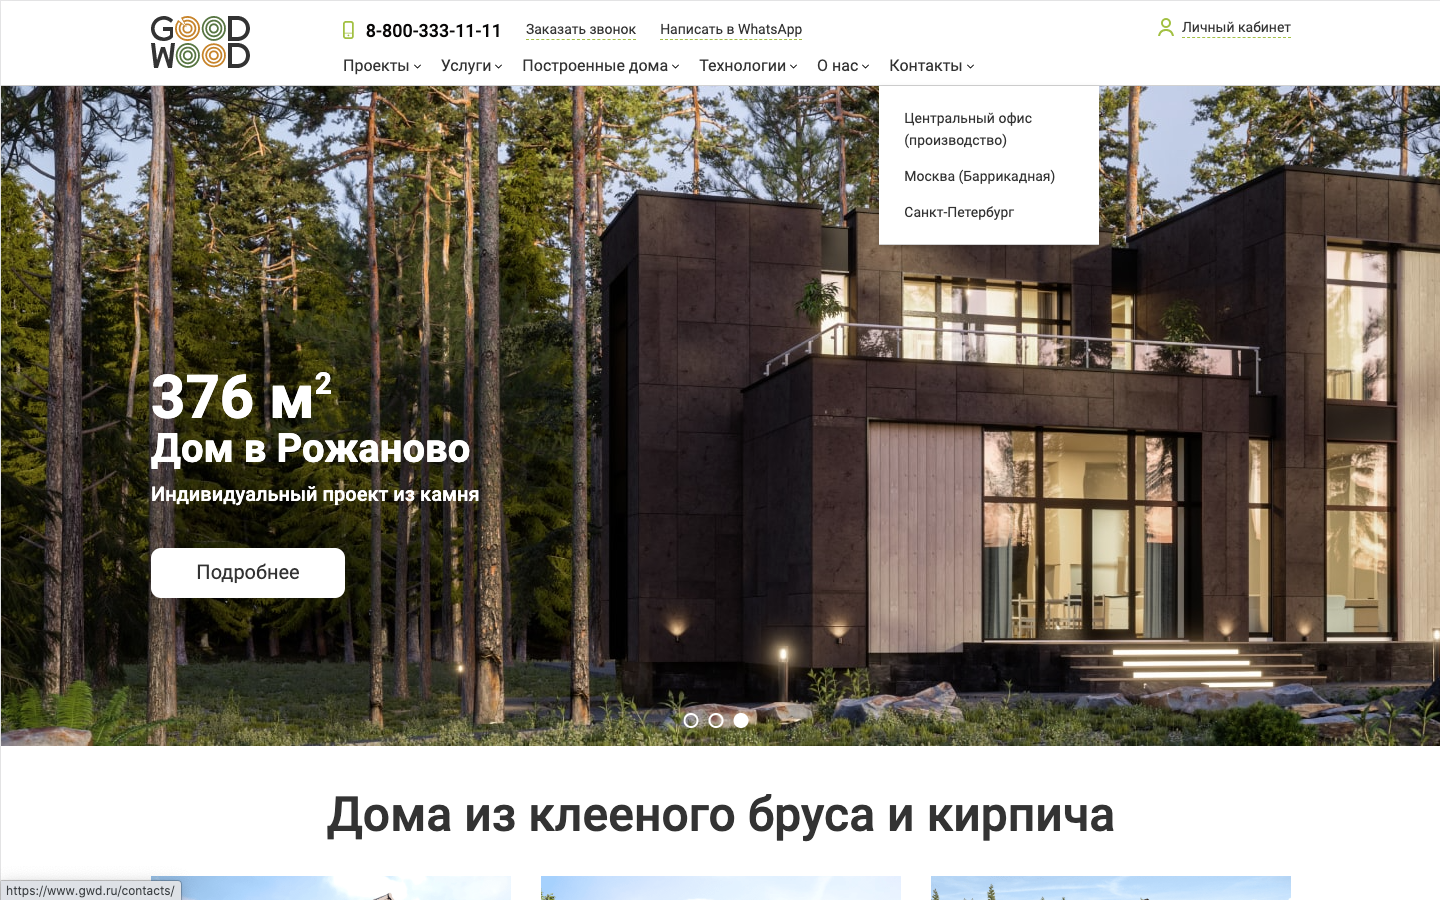 GOOD
WOOD
8-800-333-11-11
Заказать звонок
Написать в WhatsApp
Личный кабинет
Проекты
Услуги
Построенные дома
Технологии
О нас
Контакты
Центральный офис
(производство)
Москва (Баррикадная)
Санкт-Петербург
376 м²
Дом в Рожаново
Индивидуальный проект из камня
Подробнее
Дома из клееного бруса и кирпича
https://www.gwd.ru/contacts/